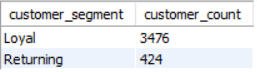 customer_segment customer_count
Loyal 3476
Returning 424